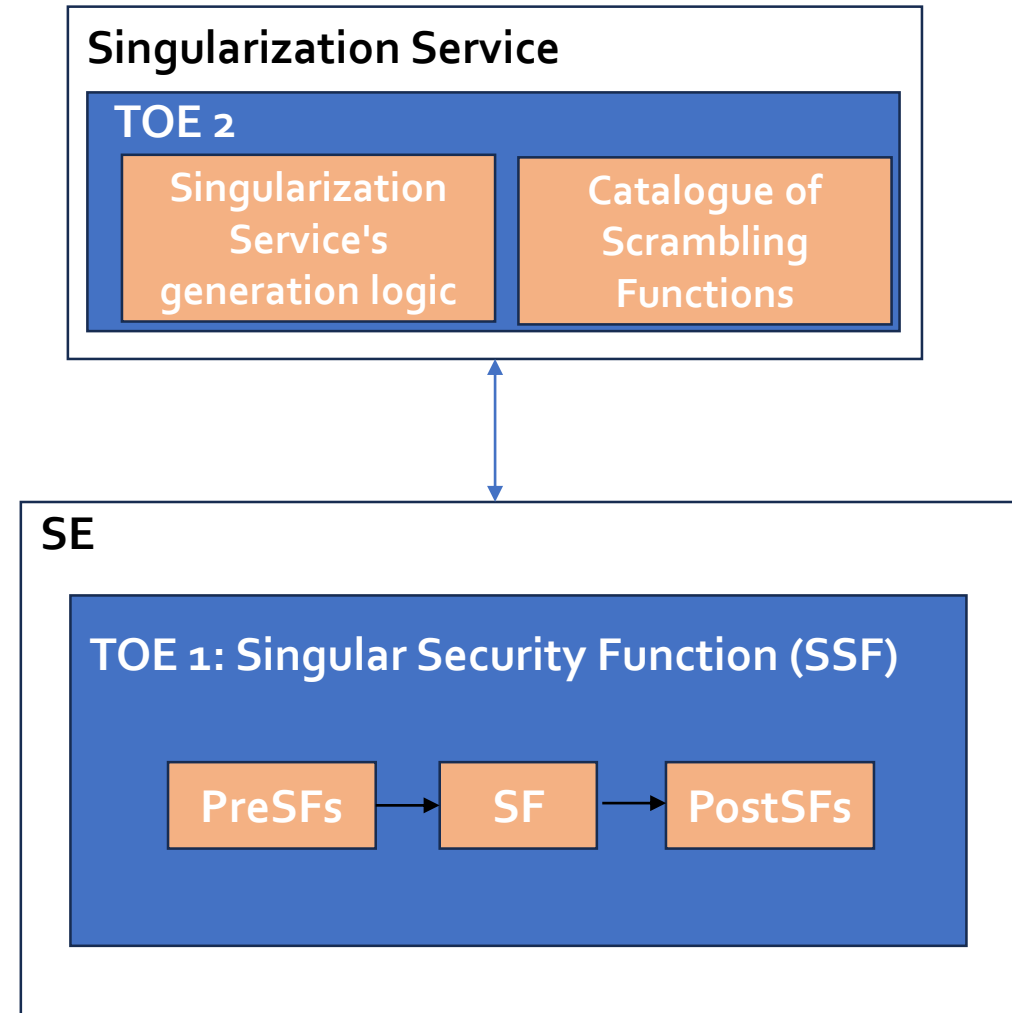 Singularization Service
TOE 2
Singularization
Service's
generation logic
Catalogue of
Scrambling
Functions
SE
TOE 1: Singular Security Function (SSF)
PreSFs
SF
PostSFs